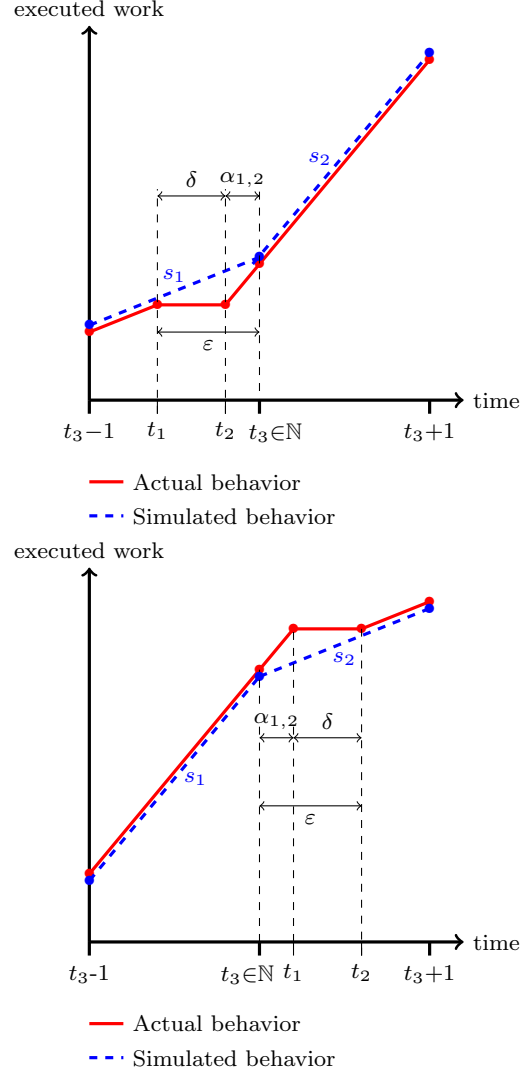 executed work
s₂
δ α₁,₂
s₁
ε
time
t₃−1 t₁ t₂ t₃∈ℕ t₃+1
Actual behavior
Simulated behavior
executed work
s₂
α₁,₂ δ
s₁
ε
time
t₃-1 t₃∈ℕ t₁ t₂ t₃+1
Actual behavior
Simulated behavior